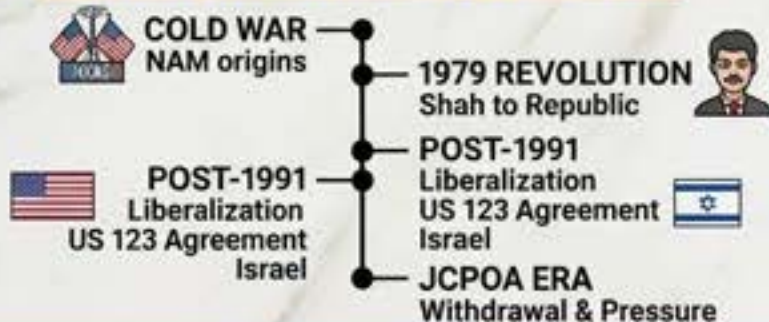 COLD WAR
NAM origins
1979 REVOLUTION
Shah to Republic
POST-1991
Liberalization
US 123 Agreement
Israel
POST-1991
Liberalization
US 123 Agreement
Israel
JCPOA ERA
Withdrawal & Pressure